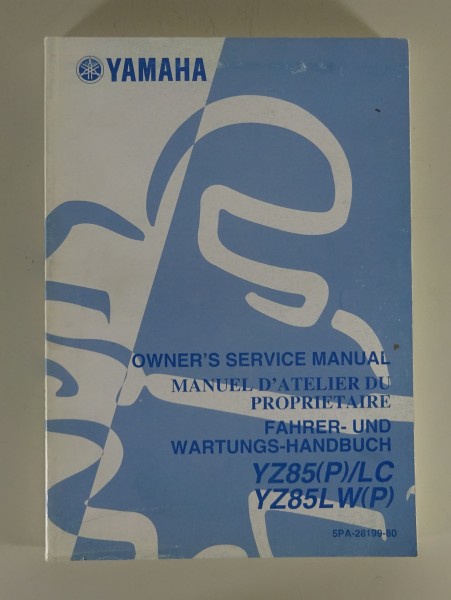 YAMAHA
OWNER'S SERVICE MANUAL
MANUEL D'ATELIER DU
PROPRIETAIRE
FAHRER- UND
WARTUNGS-HANDBUCH
YZ85(P)/LC
YZ85LW(P)
5PA-28199-80